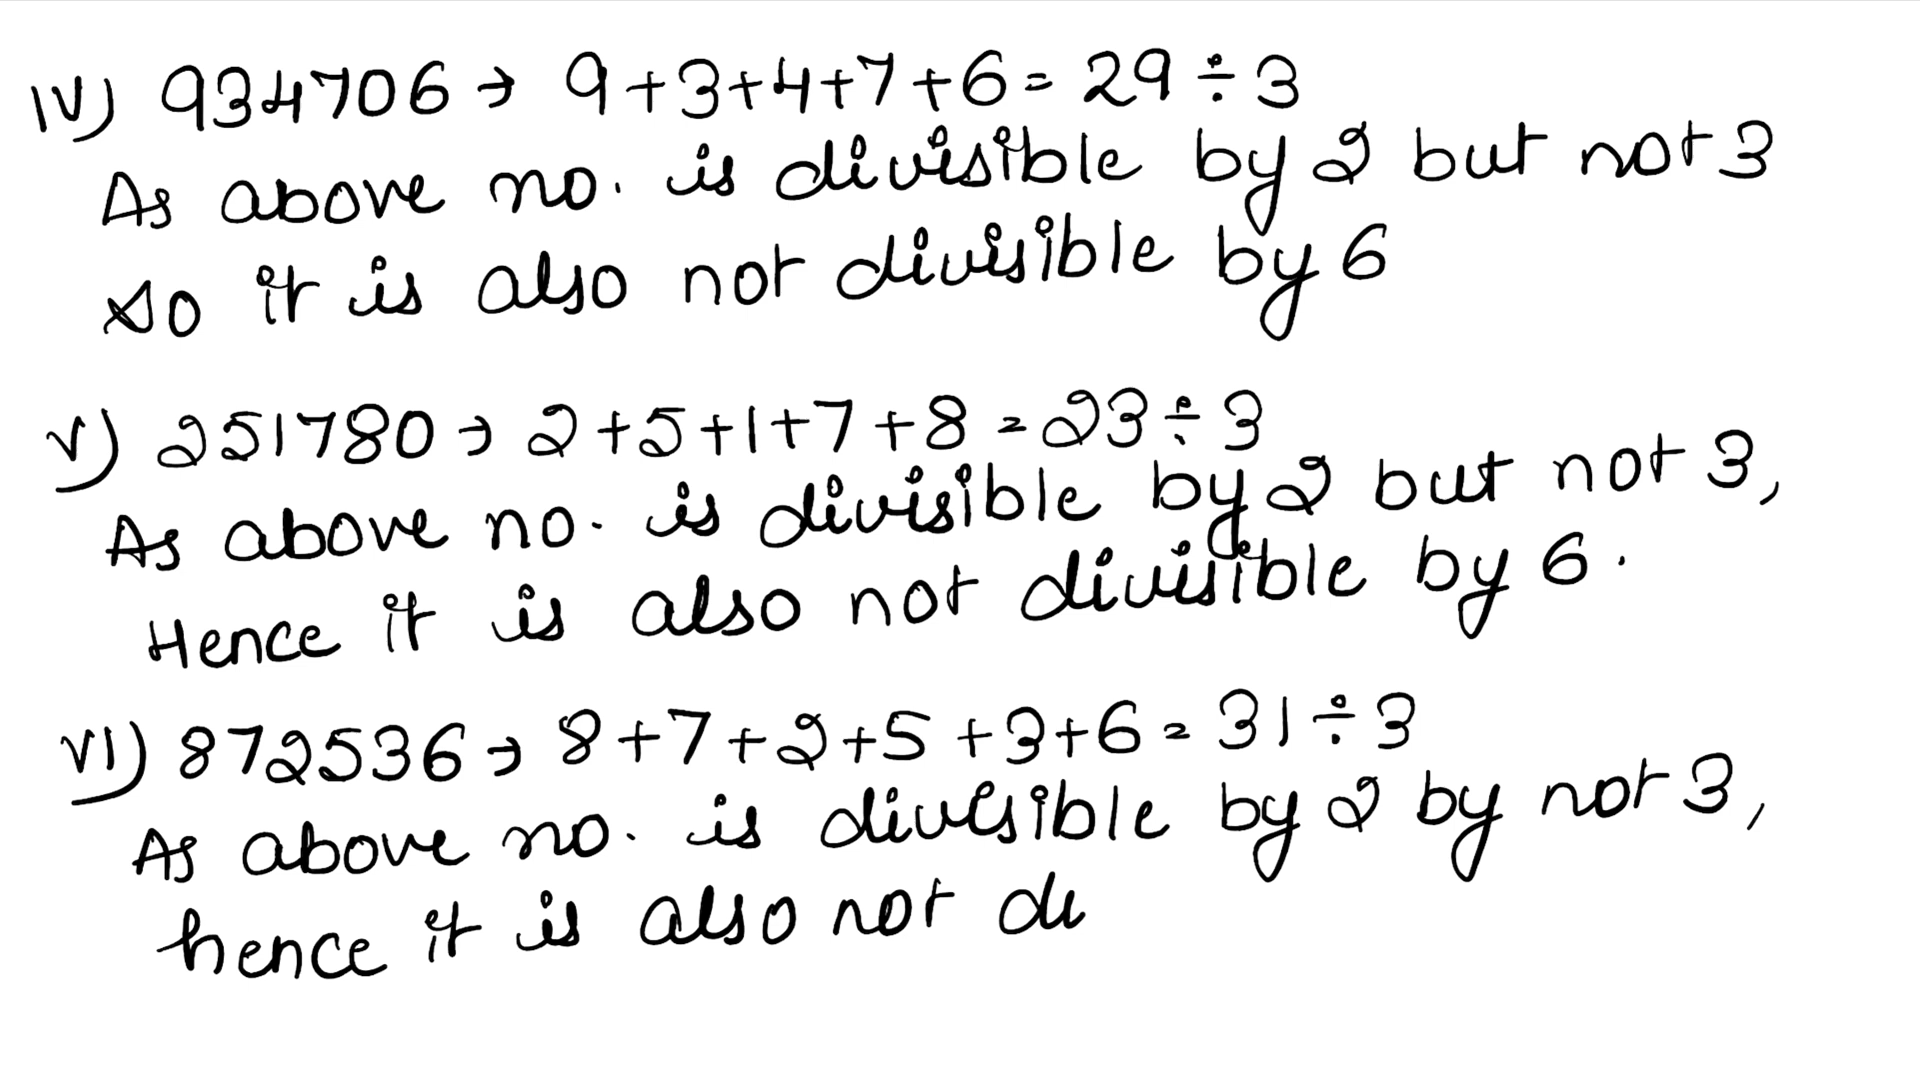 IV) 934706 → 9+3+4+7+6= 29 ÷ 3
As above no. is divisible by 2 but not 3
so it is also not divisible by 6
V) 251780 → 2+5+1+7+8 = 23 ÷ 3
As above no. is divisible by 2 but not 3,
Hence it is also not divisible by 6.
VI) 872536 → 8+7+2+5+3+6 = 31 ÷ 3
As above no. is divisible by 2 by not 3,
hence it is also not di